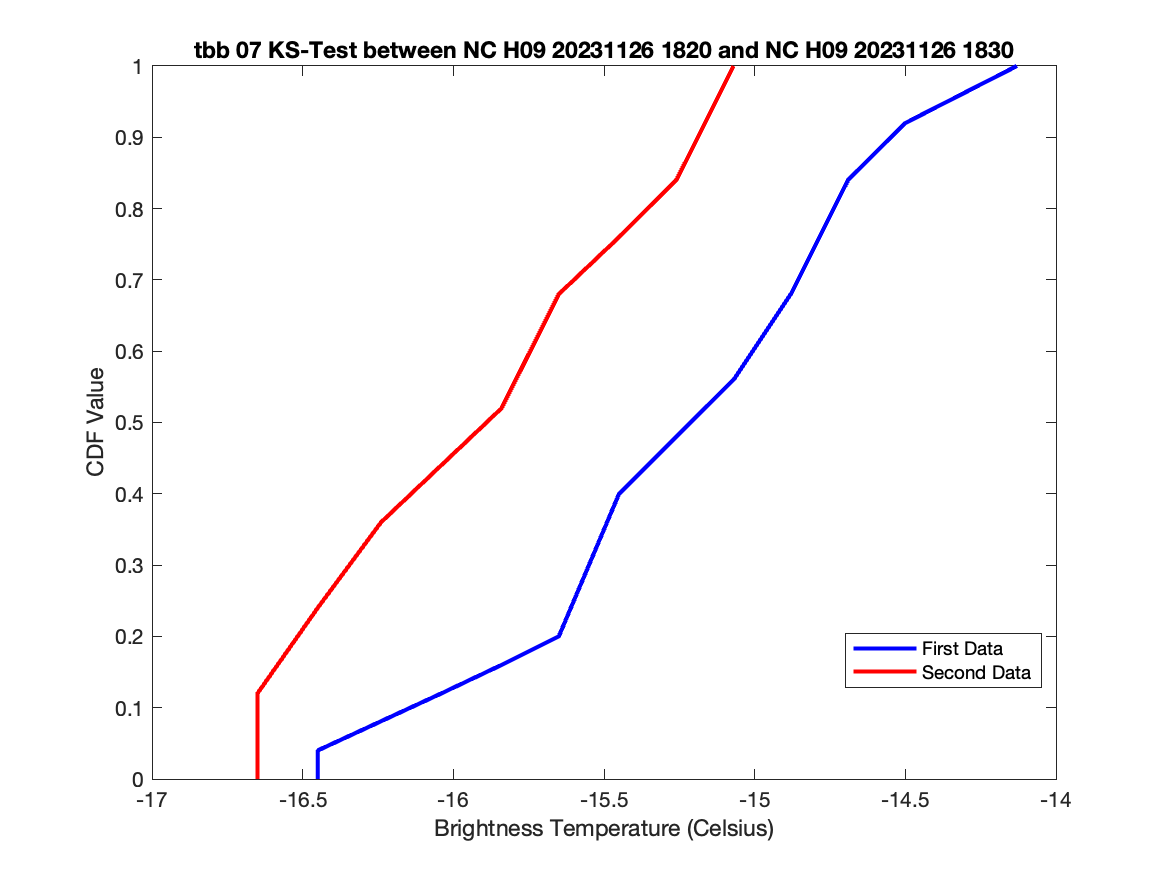 tbb 07 KS-Test between NC H09 20231126 1820 and NC H09 20231126 1830
1
0.9
0.8
0.7
0.6
0.5
0.4
0.3
0.2
0.1
0
CDF Value
First Data
Second Data
-17 -16.5 -16 -15.5 -15 -14.5 -14
Brightness Temperature (Celsius)